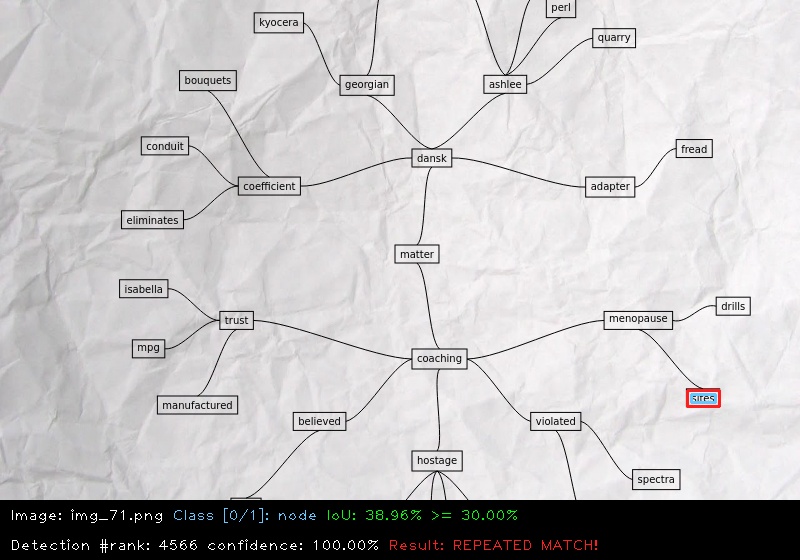 perl
kyocera
quarry
bouquets
georgian
ashlee
conduit
fread
dansk
coefficient
adapter
eliminates
matter
isabella
drills
trust
menopause
mpg
coaching
sites
manufactured
believed
violated
hostage
spectra
Image: img_71.png Class [0/1]: node IoU: 38.96% >= 30.00%
Detection #rank: 4566 confidence: 100.00% Result: REPEATED MATCH!